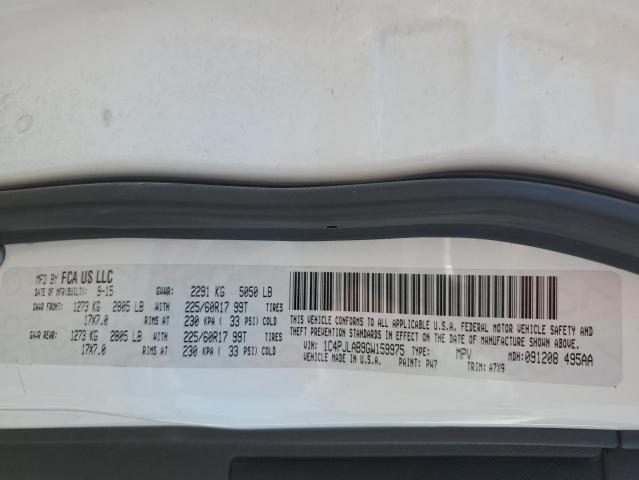 MFD BY FCA US LLC
DATE OF MFR(BUILT): 9-15 GVWR: 2291 KG 5050 LB
GAWR FRONT: 1273 KG 2805 LB WITH 225/60R17 99T TIRES
17X7.0 RIMS AT 230 KPA ( 33 PSI) COLD
GAWR REAR: 1273 KG 2805 LB WITH 225/60R17 99T TIRES
17X7.0 RIMS AT 230 KPA ( 33 PSI) COLD
THIS VEHICLE CONFORMS TO ALL APPLICABLE U.S.A. FEDERAL MOTOR VEHICLE SAFETY,
BUMPER, AND THEFT PREVENTION STANDARDS IN EFFECT ON THE DATE OF MANUFACTURE SHOWN ABOVE.
VIN: 1C4PJLAB9GW159975 TYPE: MPV MDH: 091208 495AA
VEHICLE MADE IN U.S.A. PAINT: PW7 TRIM: A7X9